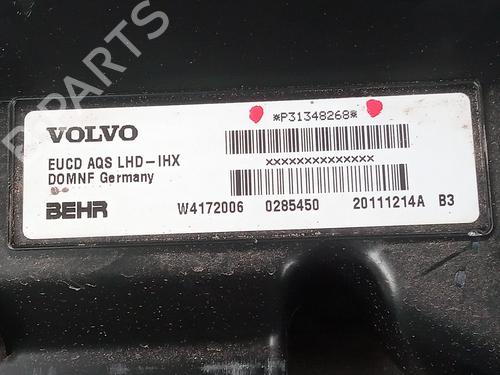 B-PARTS
*P31348268*
VOLVO
EUCD AQS LHD-IHX
DOMNF Germany
xxxxxxxxxxxxxxx
BEHR
W4172006 0285450 20111214A B3